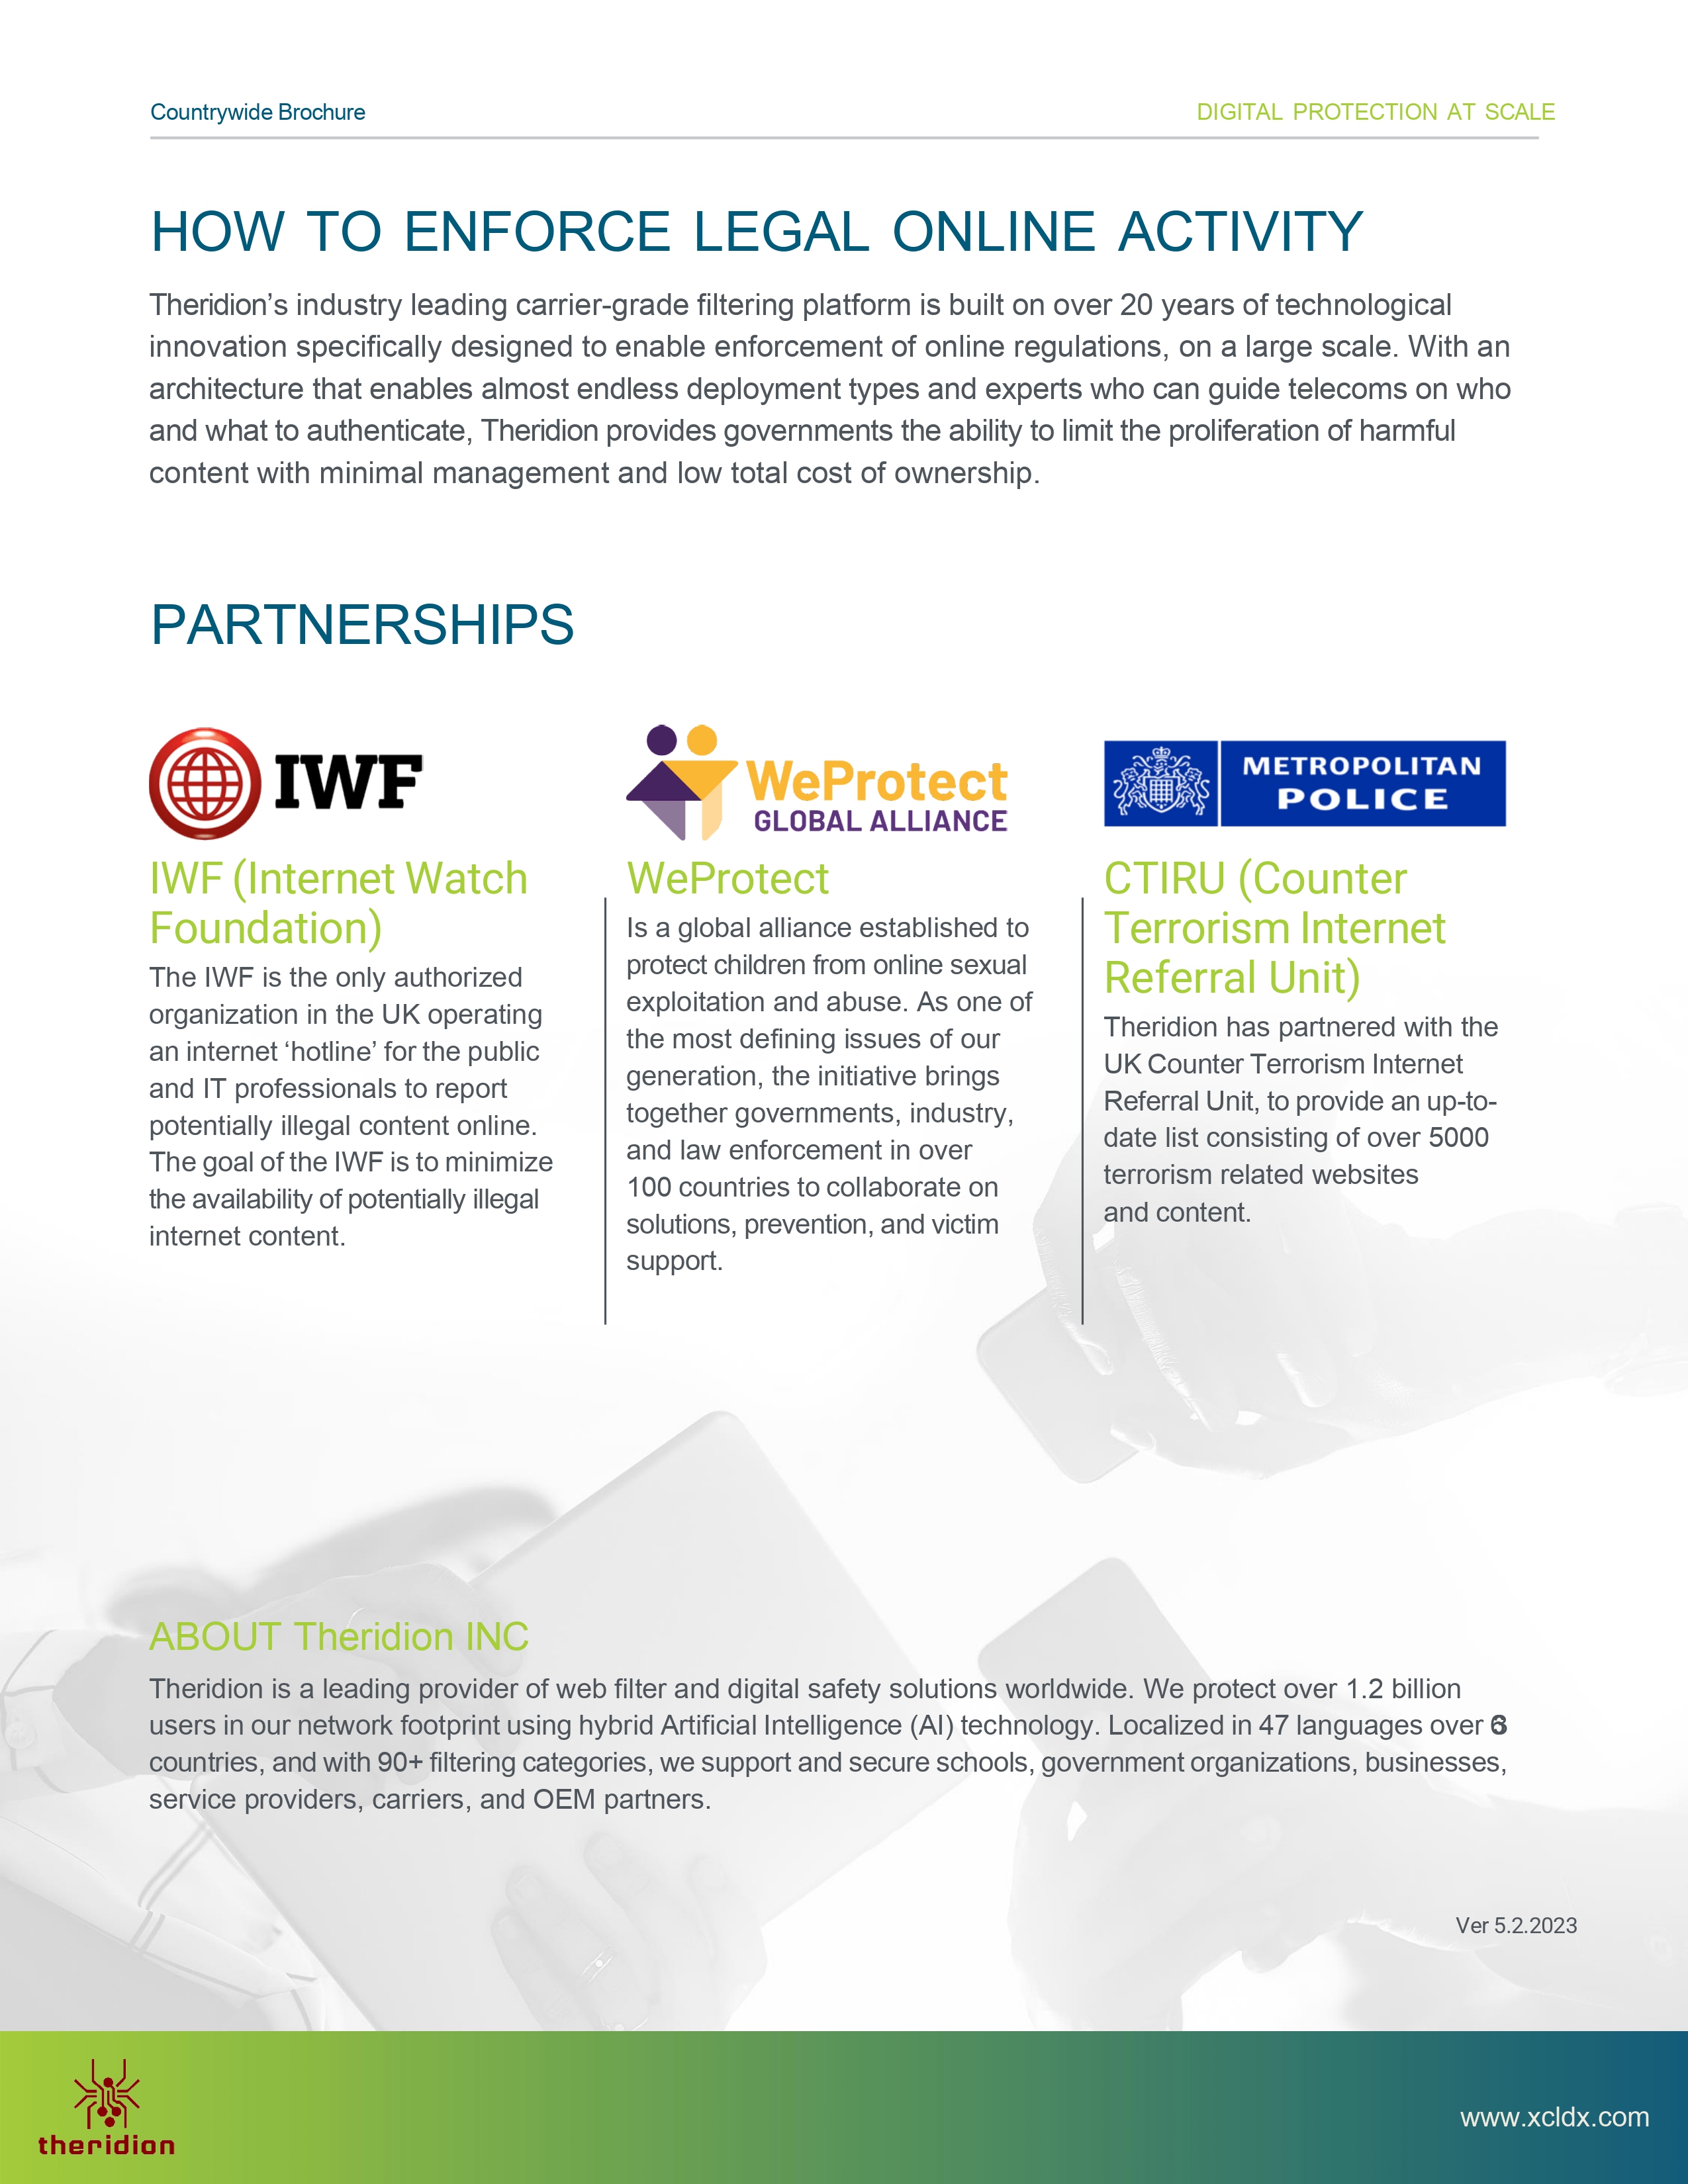 Countrywide Brochure
DIGITAL PROTECTION AT SCALE
HOW TO ENFORCE LEGAL ONLINE ACTIVITY
Theridion’s industry leading carrier-grade filtering platform is built on over 20 years of technological
innovation specifically designed to enable enforcement of online regulations, on a large scale. With an
architecture that enables almost endless deployment types and experts who can guide telecoms on who
and what to authenticate, Theridion provides governments the ability to limit the proliferation of harmful
content with minimal management and low total cost of ownership.
PARTNERSHIPS
IWF
IWF (Internet Watch
Foundation)
The IWF is the only authorized
organization in the UK operating
an internet ‘hotline’ for the public
and IT professionals to report
potentially illegal content online.
The goal of the IWF is to minimize
the availability of potentially illegal
internet content.
WeProtect
GLOBAL ALLIANCE
WeProtect
Is a global alliance established to
protect children from online sexual
exploitation and abuse. As one of
the most defining issues of our
generation, the initiative brings
together governments, industry,
and law enforcement in over
100 countries to collaborate on
solutions, prevention, and victim
support.
METROPOLITAN
POLICE
CTIRU (Counter
Terrorism Internet
Referral Unit)
Theridion has partnered with the
UK Counter Terrorism Internet
Referral Unit, to provide an up-to-
date list consisting of over 5000
terrorism related websites
and content.
ABOUT Theridion INC
Theridion is a leading provider of web filter and digital safety solutions worldwide. We protect over 1.2 billion
users in our network footprint using hybrid Artificial Intelligence (AI) technology. Localized in 47 languages over
countries, and with 90+ filtering categories, we support and secure schools, government organizations, businesses,
service providers, carriers, and OEM partners.
Ver 5.2.2023
theridion
www.xcldx.com